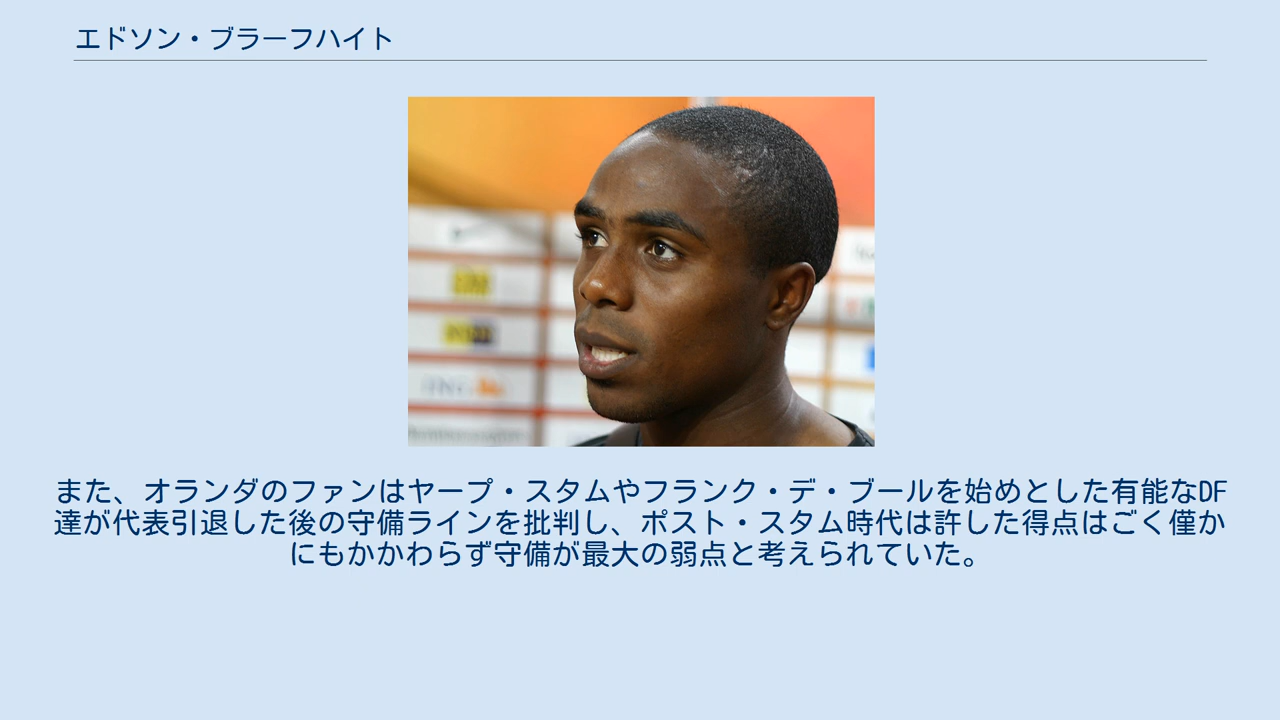 エドソン・ブラーフハイト
ING
また、オランダのファンはヤープ・スタムやフランク・デ・ブールを始めとした有能なDF
達が代表引退した後の守備ラインを批判し、ポスト・スタム時代は許した得点はごく僅か
にもかかわらず守備が最大の弱点と考えられていた。